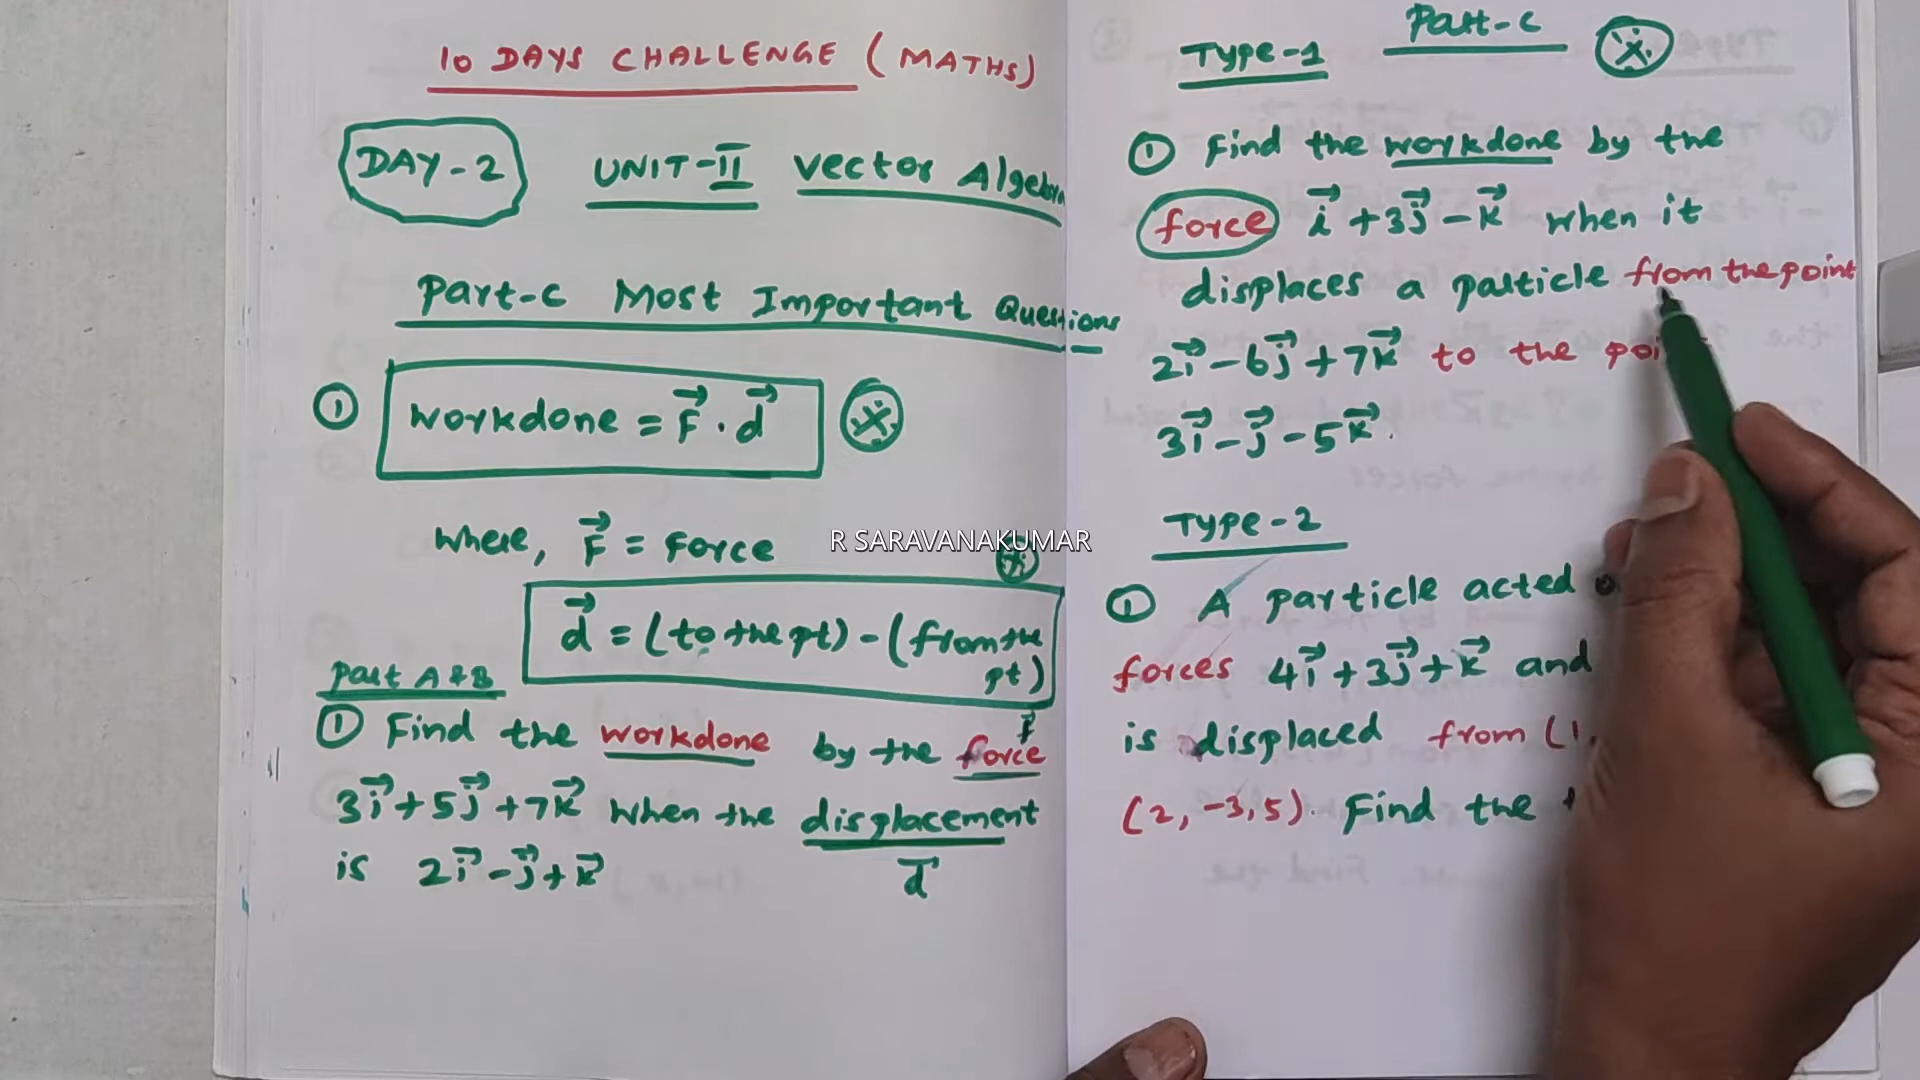 10 DAYS CHALLENGE (MATHS)
DAY-2 UNIT-II Vector Algebra
Part-C Most Important Questions
① Workdone = F⃗ · d⃗
where, F⃗ = Force
d⃗ = (to the pt) - (from the
pt)
Part A & B
① Find the workdone by the force
F⃗
3i⃗ + 5j⃗ + 7k⃗ when the displacement
is 2i⃗ - j⃗ + k⃗
d⃗
Type-1 Part-C
① Find the workdone by the
force i⃗ + 3j⃗ - k⃗ when it
displaces a particle from the point
2i⃗ - 6j⃗ + 7k⃗ to the
3i⃗ - j⃗ - 5k⃗.
Type-2
① A particle acted
forces 4i⃗ + 3j⃗ + k⃗ and
is displaced from (1,
(2, -3, 5). Find the
R SARAVANAKUMAR